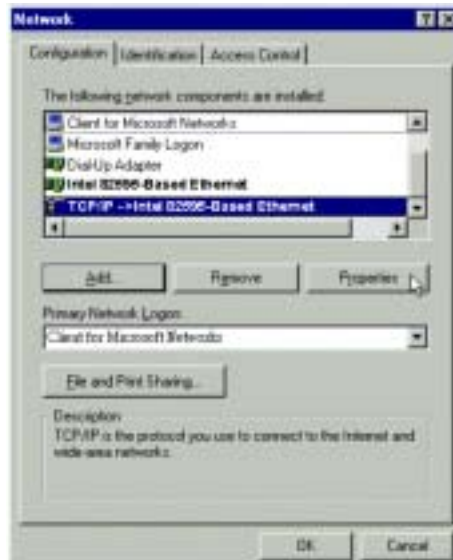 Network
Configuration Identification Access Control
The following network components are installed:
Client for Microsoft Networks
Microsoft Family Logon
Dial-Up Adapter
Intel 82596-Based Ethernet
TCP/IP ->Intel 82596-Based Ethernet
Add... Remove Properties
Primary Network Logon:
Client for Microsoft Networks
File and Print Sharing...
Description
TCP/IP is the protocol you use to connect to the Internet and
wide-area networks.
OK Cancel